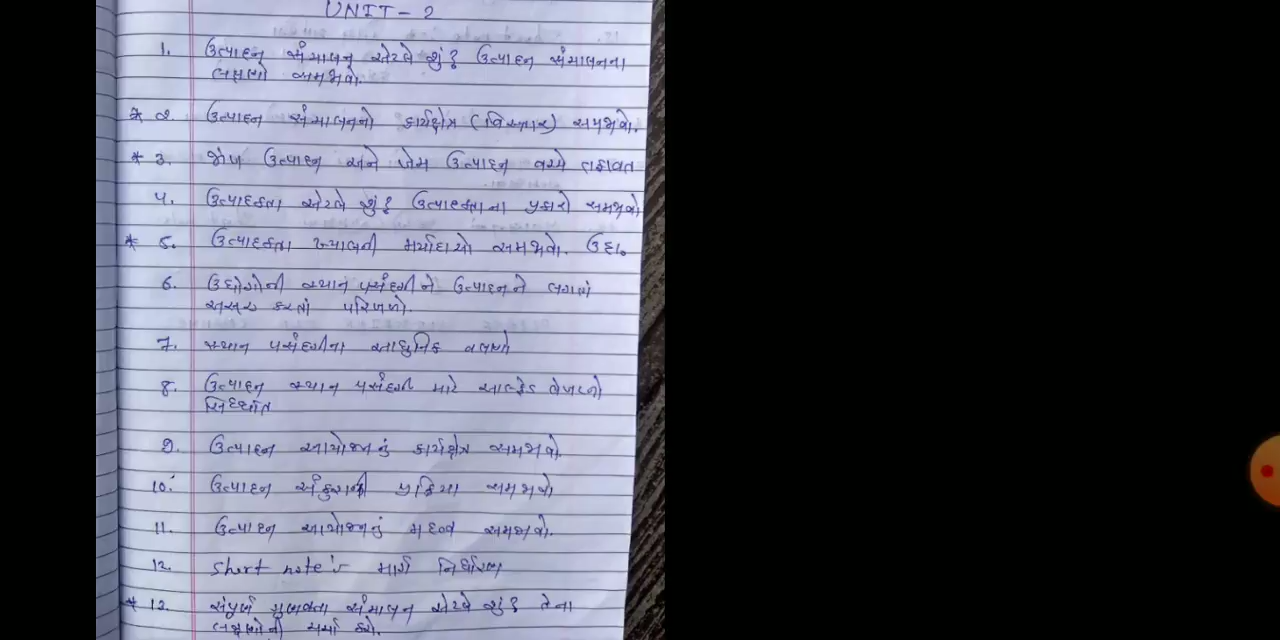 UNIT - 2
1. ઉત્પાદન સંચાલન એટલે શું? ઉત્પાદન સંચાલનના
લક્ષણો સમજાવો.
* 2. ઉત્પાદન સંચાલનનો કાર્યક્ષેત્ર (વિસ્તાર) સમજાવો.
* 3. જોબ ઉત્પાદન અને બેચ ઉત્પાદન વચ્ચે તફાવત
૪. ઉત્પાદકતા એટલે શું? ઉત્પાદકતાના પ્રકારો સમજાવો
* 5. ઉત્પાદકતા ખ્યાલની મર્યાદાઓ સમજાવો. ઉદા.
6. ઉદ્યોગોની સ્થાન પસંદગીને ઉત્પાદનને લગતાં
અસર કરતાં પરિબળો.
7. સ્થાન પસંદગીના આધુનિક વલણો
8. ઉત્પાદન સ્થાન પસંદગી માટે આલ્ફ્રેડ વેબરનો
સિદ્ધાંત
9. ઉત્પાદન આયોજનનું કાર્યક્ષેત્ર સમજાવો.
10. ઉત્પાદન અંકુશની પ્રક્રિયા સમજાવો
11. ઉત્પાદન આયોજનનું મહત્વ સમજાવો.
12. Short note's માર્ગ નિર્ધારણ
* 13. સંપૂર્ણ ગુણવત્તા સંચાલન એટલે શું? તેના
લક્ષણોની ચર્ચા કરો.